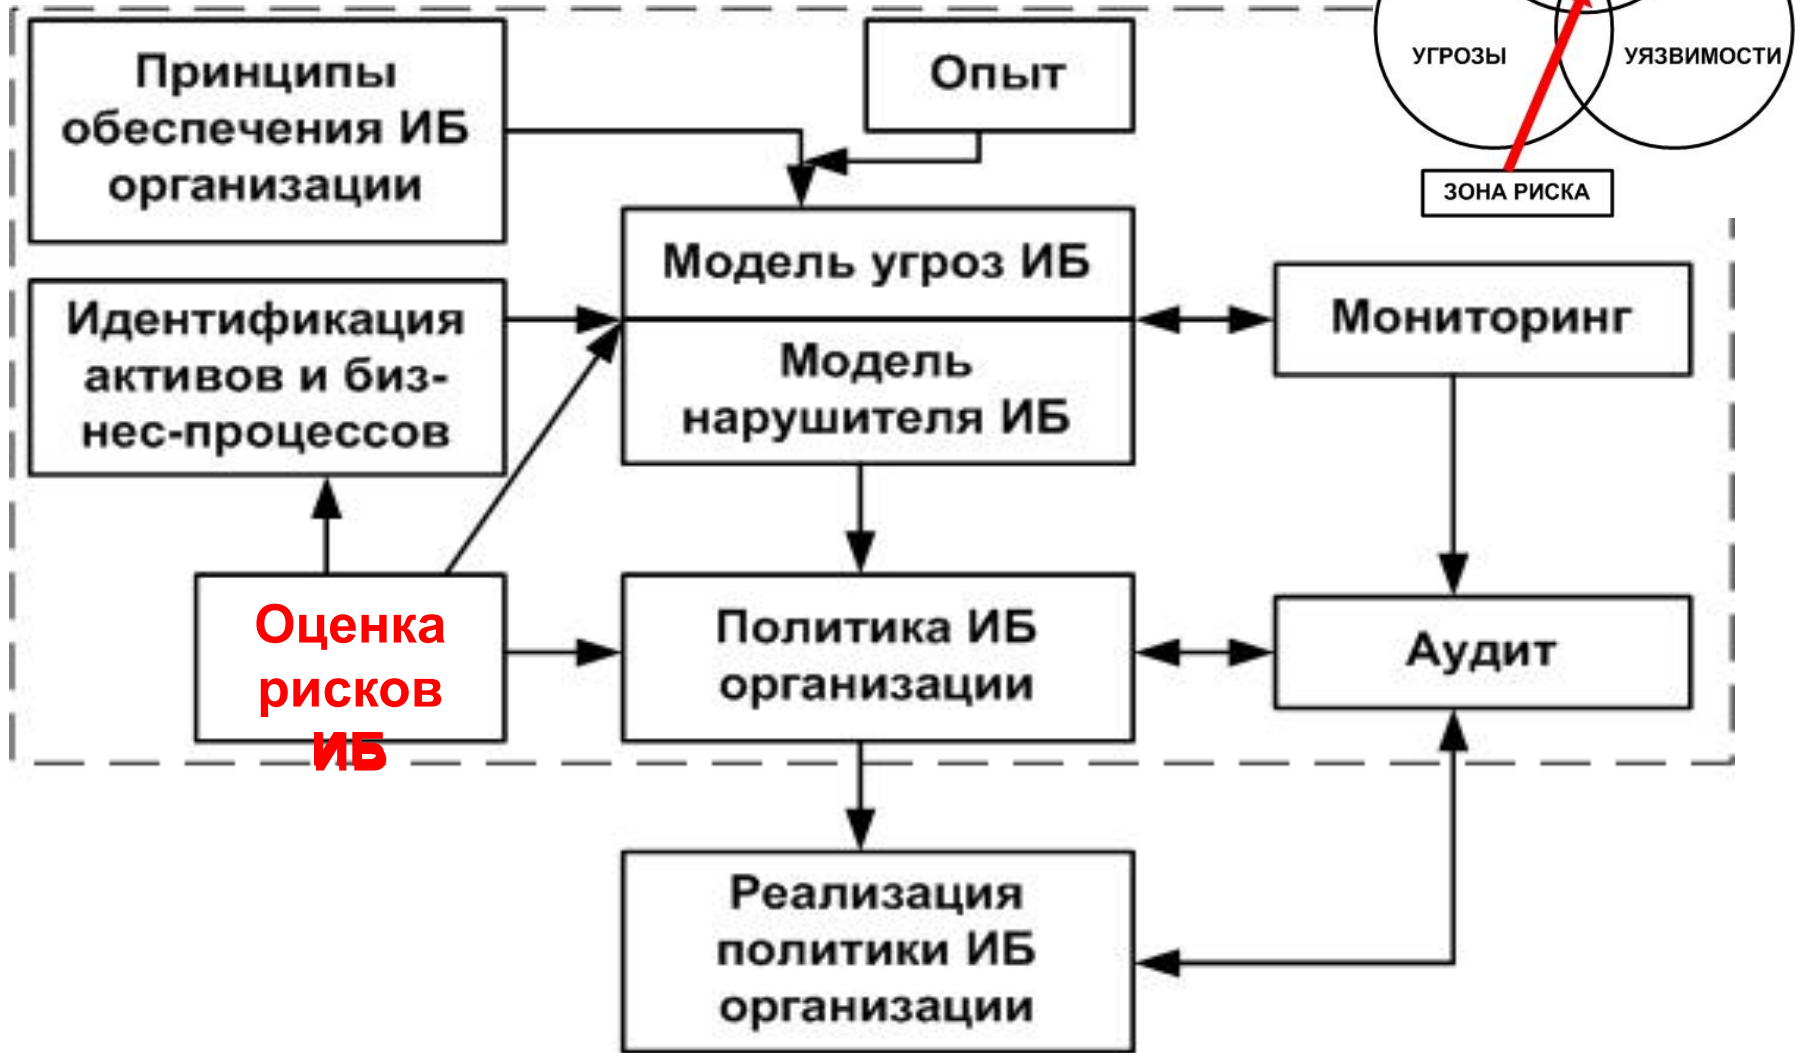 Принципы
обеспечения ИБ
организации
Опыт
УГРОЗЫ
УЯЗВИМОСТИ
ЗОНА РИСКА
Модель угроз ИБ
Идентификация
активов и биз-
нес-процессов
Модель
нарушителя ИБ
Мониторинг
Оценка
рисков
ИБ
Политика ИБ
организации
Аудит
Реализация
политики ИБ
организации